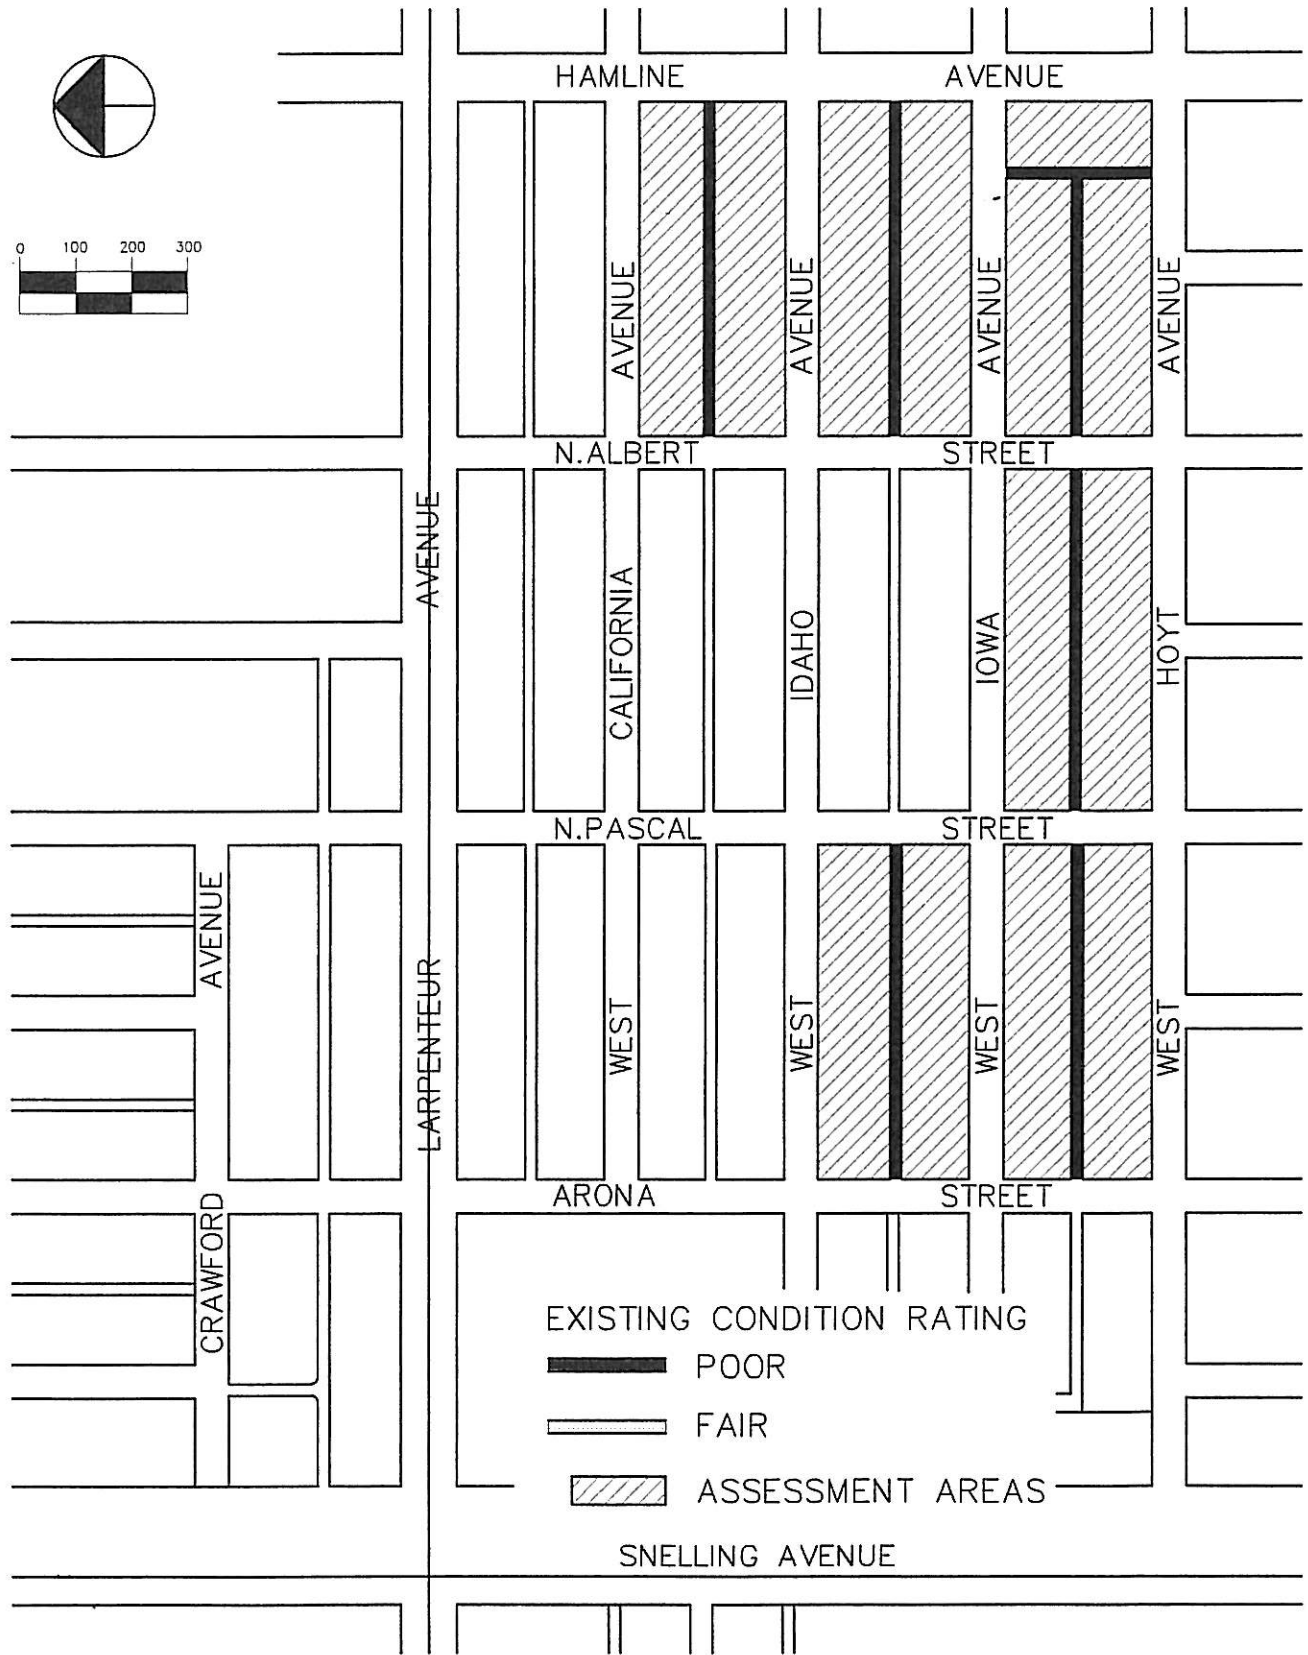 HAMLINE AVENUE
0 100 200 300
AVENUE
AVENUE
AVENUE
AVENUE
N.ALBERT STREET
AVENUE
CALIFORNIA
IDAHO
IOWA
HOYT
N.PASCAL STREET
AVENUE
LARPENTEUR
WEST
WEST
WEST
WEST
ARONA STREET
CRAWFORD
EXISTING CONDITION RATING
POOR
FAIR
ASSESSMENT AREAS
SNELLING AVENUE